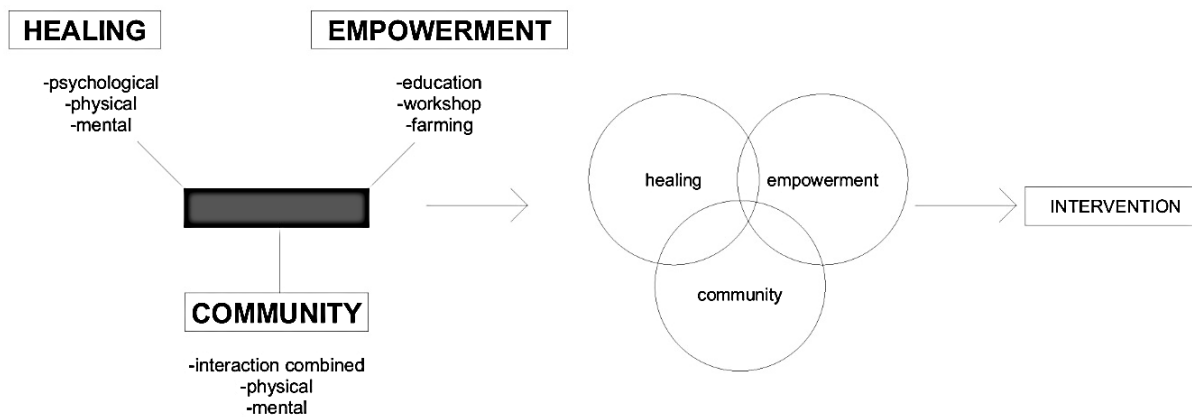 HEALING
-psychological
-physical
-mental
EMPOWERMENT
-education
-workshop
-farming
COMMUNITY
-interaction combined
-physical
-mental
healing
empowerment
community
INTERVENTION